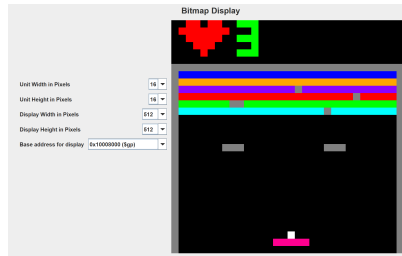 Bitmap Display
3
Unit Width in Pixels 16
Unit Height in Pixels 16
Display Width in Pixels 512
Display Height in Pixels 512
Base address for display 0x10008000 ($gp)